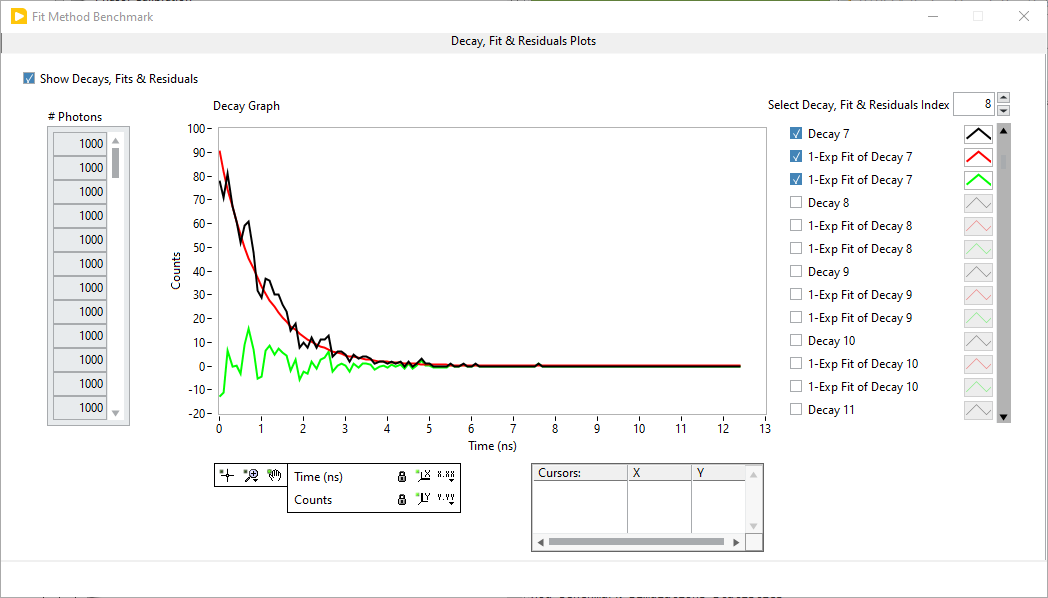 Fit Method Benchmark
Decay, Fit & Residuals Plots
Show Decays, Fits & Residuals
# Photons
1000
1000
1000
1000
1000
1000
1000
1000
1000
1000
1000
1000
Decay Graph
Counts
100
90
80
70
60
50
40
30
20
10
0
-10
-20
0 1 2 3 4 5 6 7 8 9 10 11 12 13
Time (ns)
Select Decay, Fit & Residuals Index 8
Decay 7
1-Exp Fit of Decay 7
1-Exp Fit of Decay 7
Decay 8
1-Exp Fit of Decay 8
1-Exp Fit of Decay 8
Decay 9
1-Exp Fit of Decay 9
1-Exp Fit of Decay 9
Decay 10
1-Exp Fit of Decay 10
1-Exp Fit of Decay 10
Decay 11
Time (ns) X X.XX
Counts Y Y.YY
Cursors: X Y